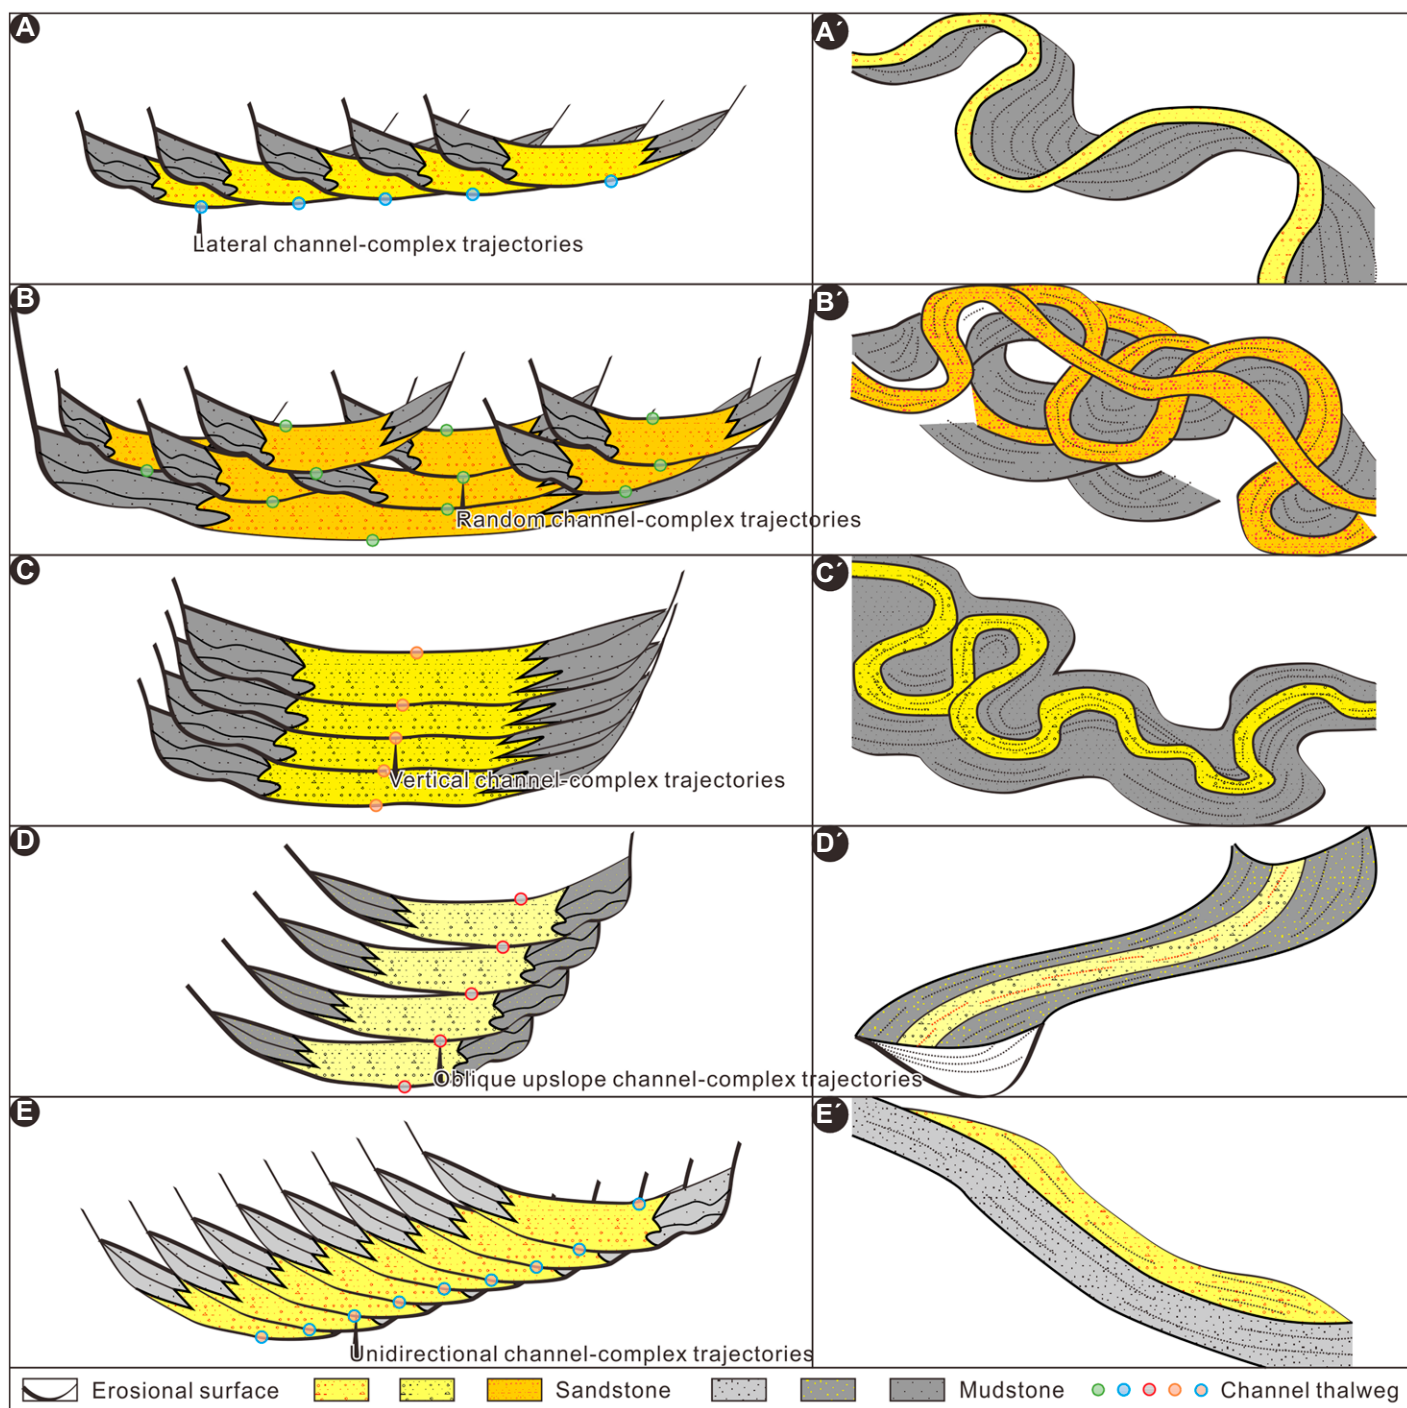 A
A´
Lateral channel-complex trajectories
B
B´
Random channel-complex trajectories
C
C´
Vertical channel-complex trajectories
D
D´
Oblique upslope channel-complex trajectories
E
E´
Unidirectional channel-complex trajectories
Erosional surface Sandstone Mudstone Channel thalweg